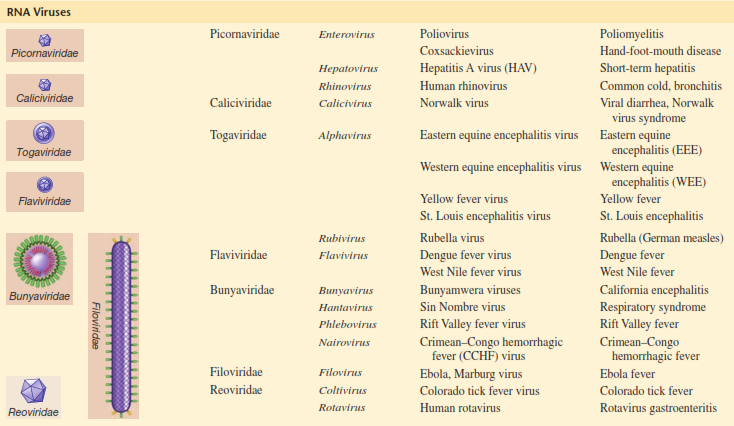 RNA Viruses
Picornaviridae Enterovirus Poliovirus Poliomyelitis
Picornaviridae
Coxsackievirus Hand-foot-mouth disease
Hepatovirus Hepatitis A virus (HAV) Short-term hepatitis
Rhinovirus Human rhinovirus Common cold, bronchitis
Caliciviridae
Caliciviridae Calicivirus Norwalk virus Viral diarrhea, Norwalk
virus syndrome
Togaviridae Alphavirus Eastern equine encephalitis virus Eastern equine
encephalitis (EEE)
Togaviridae
Western equine encephalitis virus Western equine
encephalitis (WEE)
Flaviviridae
Yellow fever virus Yellow fever
St. Louis encephalitis virus St. Louis encephalitis
Rubivirus Rubella virus Rubella (German measles)
Flaviviridae Flavivirus Dengue fever virus Dengue fever
West Nile fever virus West Nile fever
Bunyaviridae
Filoviridae
Bunyaviridae Bunyavirus Bunyamwera viruses California encephalitis
Hantavirus Sin Nombre virus Respiratory syndrome
Phlebovirus Rift Valley fever virus Rift Valley fever
Nairovirus Crimean–Congo hemorrhagic Crimean–Congo
fever (CCHF) virus hemorrhagic fever
Filoviridae Filovirus Ebola, Marburg virus Ebola fever
Reoviridae Coltivirus Colorado tick fever virus Colorado tick fever
Reoviridae
Rotavirus Human rotavirus Rotavirus gastroenteritis